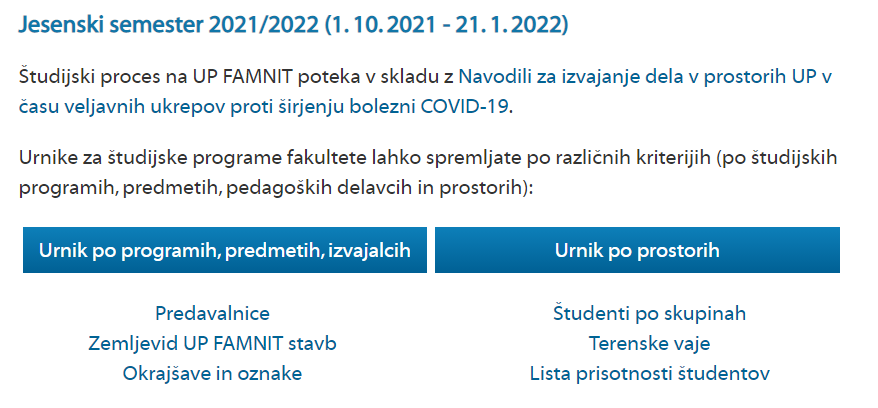 Jesenski semester 2021/2022 (1. 10. 2021 - 21. 1. 2022)
Študijski proces na UP FAMNIT poteka v skladu z Navodili za izvajanje dela v prostorih UP v
času veljavnih ukrepov proti širjenju bolezni COVID-19.
Urnike za študijske programe fakultete lahko spremljate po različnih kriterijih (po študijskih
programih, predmetih, pedagoških delavcih in prostorih):
Urnik po programih, predmetih, izvajalcih
Urnik po prostorih
Predavalnice
Zemljevid UP FAMNIT stavb
Okrajšave in oznake
Študenti po skupinah
Terenske vaje
Lista prisotnosti študentov